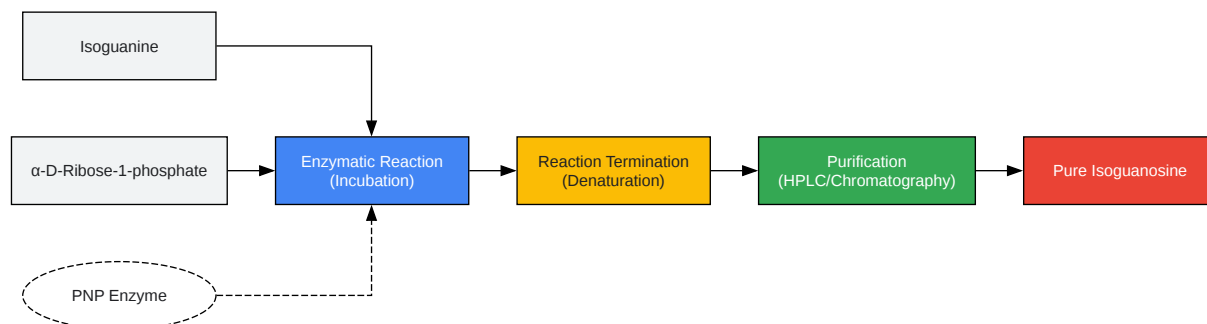 Isoguanine
α-D-Ribose-1-phosphate
Enzymatic Reaction
(Incubation)
Reaction Termination
(Denaturation)
Purification
(HPLC/Chromatography)
Pure Isoguanosine
PNP Enzyme